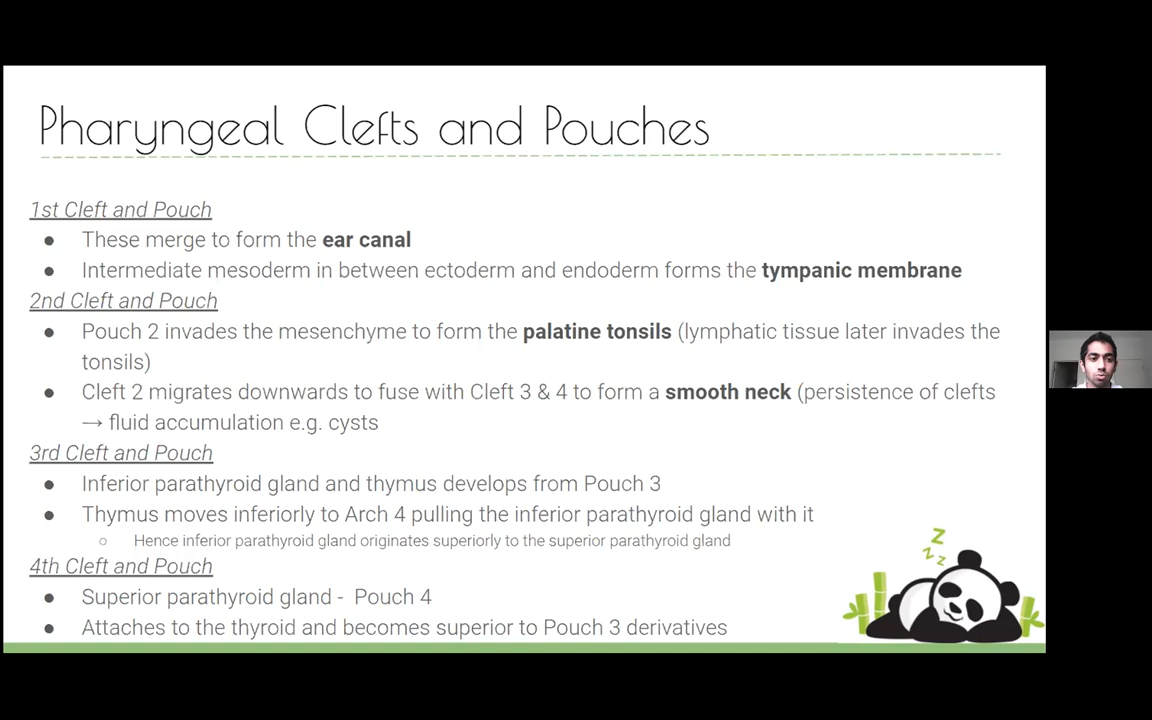 Pharyngeal Clefts and Pouches
1st Cleft and Pouch
● These merge to form the ear canal
● Intermediate mesoderm in between ectoderm and endoderm forms the tympanic membrane
2nd Cleft and Pouch
● Pouch 2 invades the mesenchyme to form the palatine tonsils (lymphatic tissue later invades the
tonsils)
● Cleft 2 migrates downwards to fuse with Cleft 3 & 4 to form a smooth neck (persistence of clefts
→ fluid accumulation e.g. cysts
3rd Cleft and Pouch
● Inferior parathyroid gland and thymus develops from Pouch 3
● Thymus moves inferiorly to Arch 4 pulling the inferior parathyroid gland with it
○ Hence inferior parathyroid gland originates superiorly to the superior parathyroid gland
4th Cleft and Pouch
● Superior parathyroid gland - Pouch 4
● Attaches to the thyroid and becomes superior to Pouch 3 derivatives
z
z
z